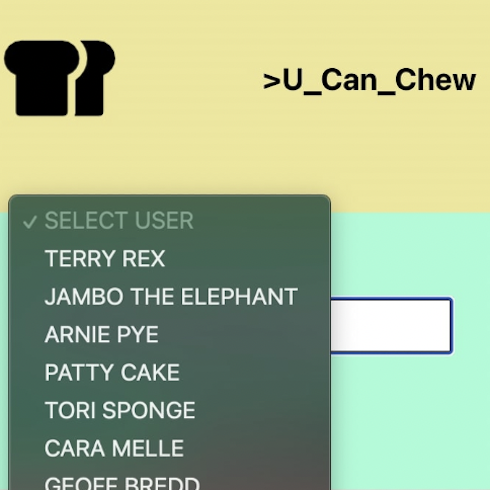 >U_Can_Chew
✓ SELECT USER
TERRY REX
JAMBO THE ELEPHANT
ARNIE PYE
PATTY CAKE
TORI SPONGE
CARA MELLE
GEOFF BREDD